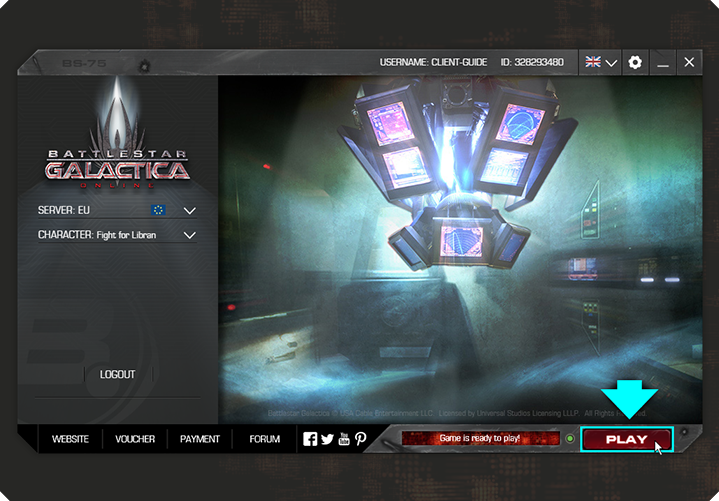 BS-75
USERNAME: CLIENT-GUIDE ID: 328293480
BATTLESTAR
GALACTICA
ONLINE
SERVER: EU
CHARACTER: Fight for Libran
LOGOUT
Battlestar Galactica © USA Cable Entertainment LLC. Licensed by Universal Studios Licensing LLLP. All Rights
WEBSITE VOUCHER PAYMENT FORUM
Game is ready to play!
PLAY